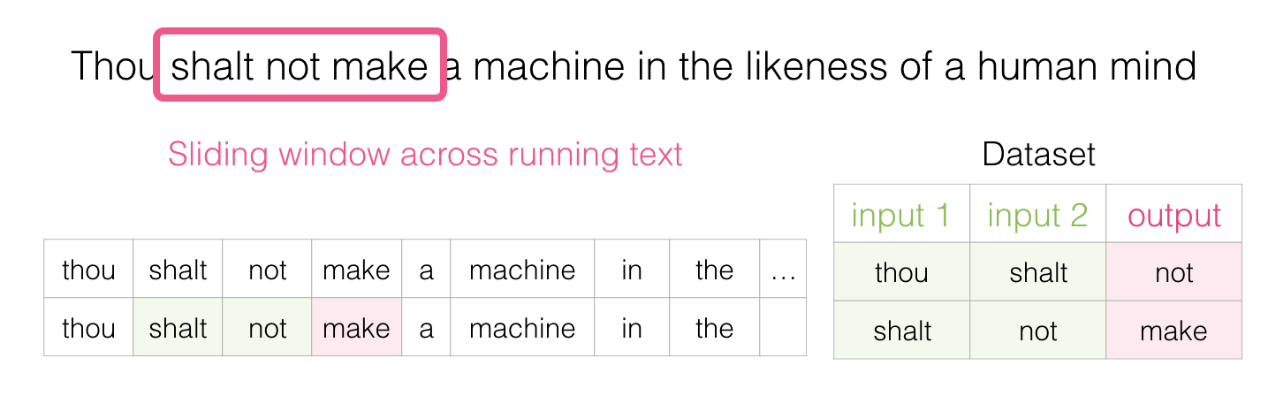 Thou shalt not make a machine in the likeness of a human mind
Sliding window across running text
thou shalt not make a machine in the ...
thou shalt not make a machine in the
Dataset
input 1 input 2 output
thou shalt not
shalt not make